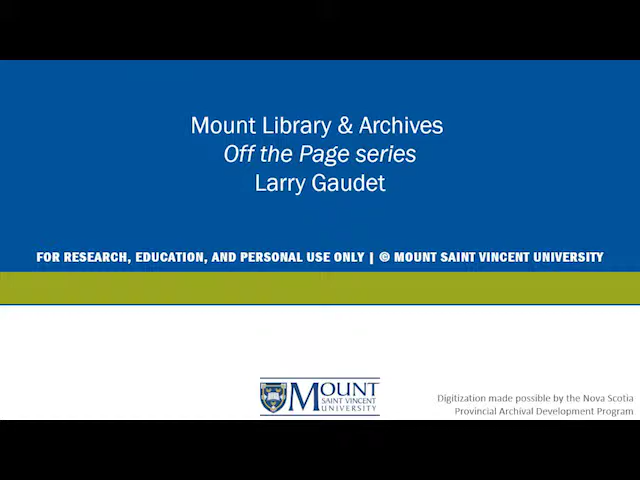 Mount Library & Archives
Off the Page series
Larry Gaudet
FOR RESEARCH, EDUCATION, AND PERSONAL USE ONLY | © MOUNT SAINT VINCENT UNIVERSITY
MOUNT
SAINT VINCENT
UNIVERSITY
Digitization made possible by the Nova Scotia
Provincial Archival Development Program